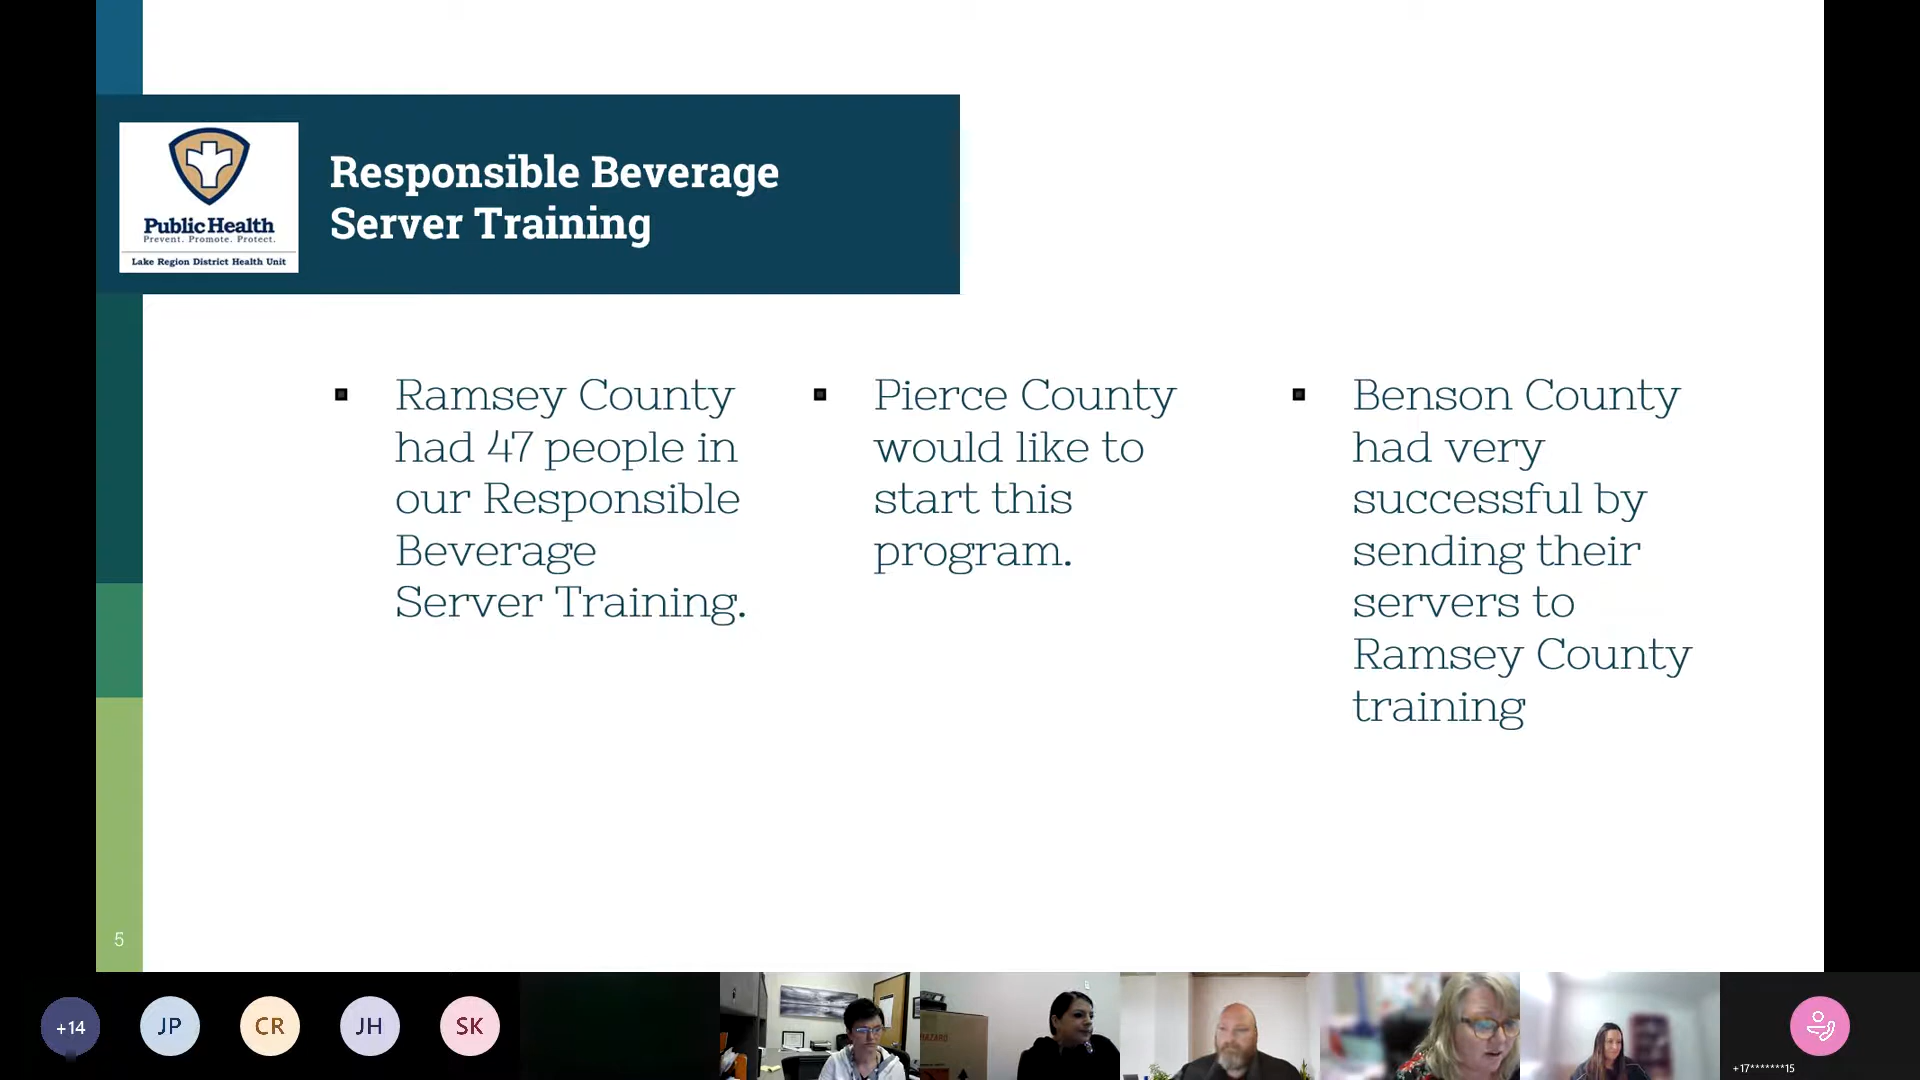 Public Health
Prevent. Promote. Protect.
Lake Region District Health Unit
Responsible Beverage
Server Training
▪ Ramsey County
had 47 people in
our Responsible
Beverage
Server Training.
▪ Pierce County
would like to
start this
program.
▪ Benson County
had very
successful by
sending their
servers to
Ramsey County
training
5
+14
JP
CR
JH
SK
+17*******15